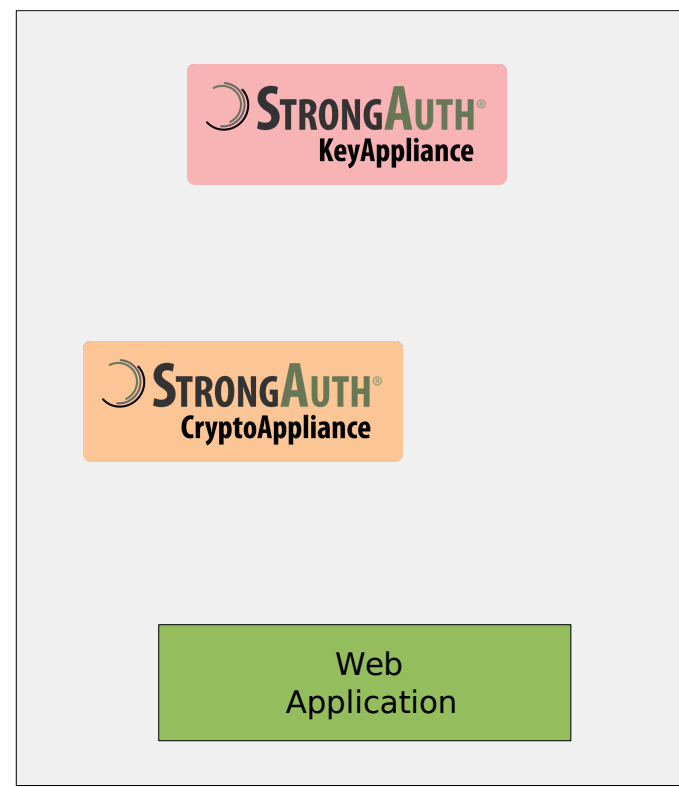 STRONGAUTH®
KeyAppliance
STRONGAUTH®
CryptoAppliance
Web
Application